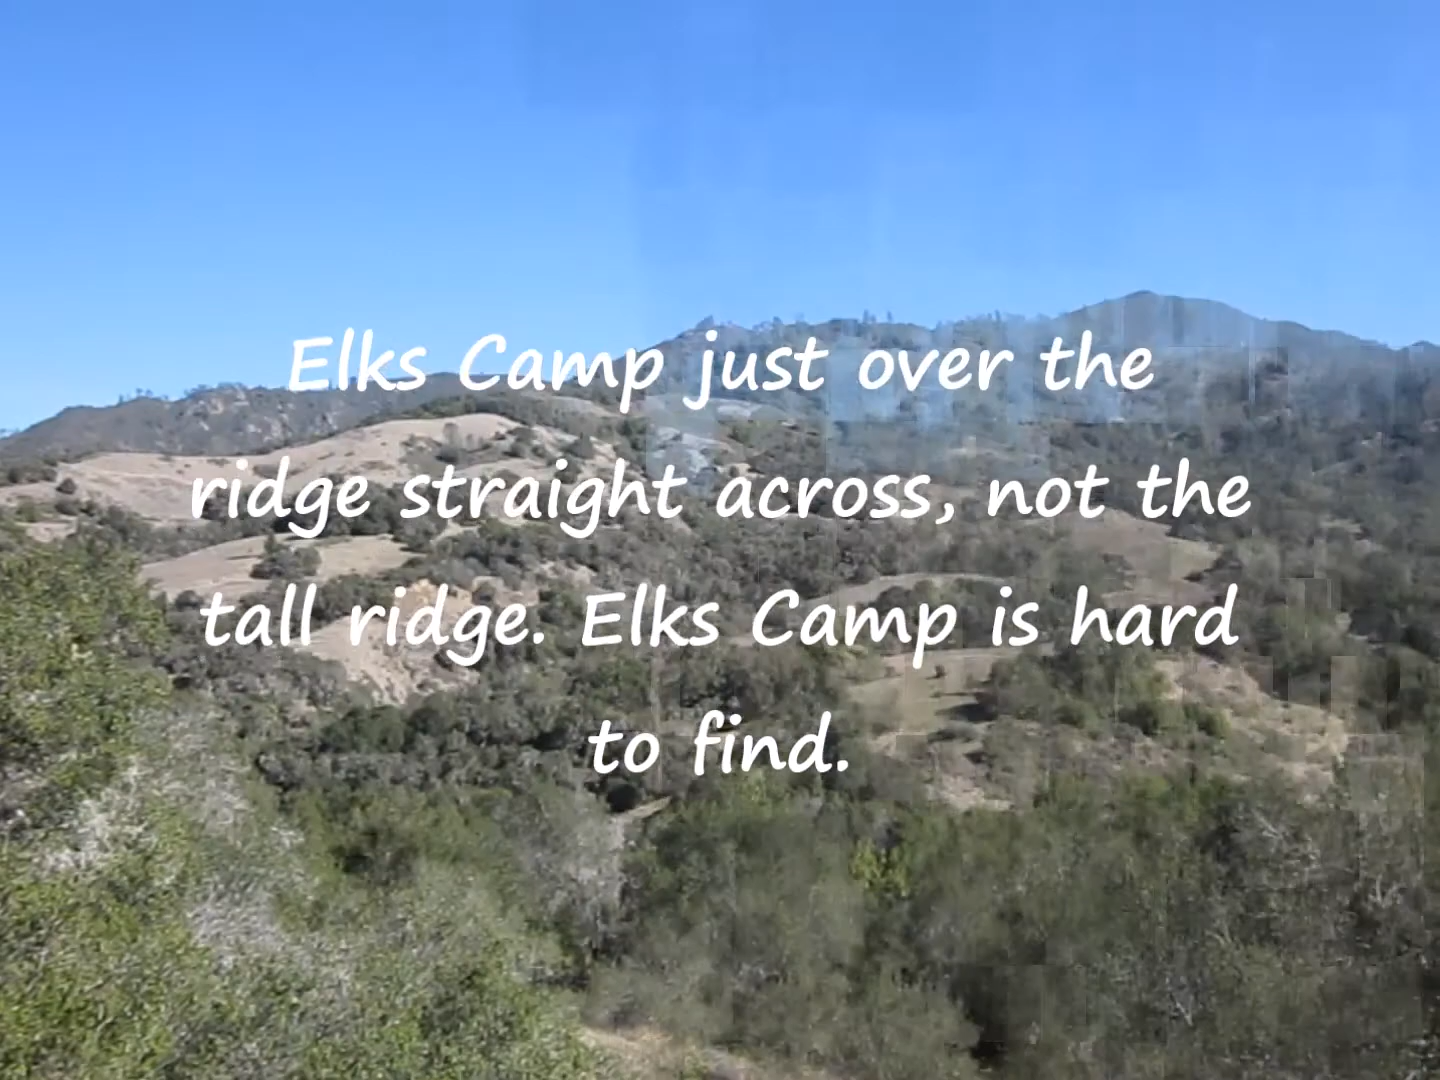 Elks Camp just over the
ridge straight across, not the
tall ridge. Elks Camp is hard
to find.